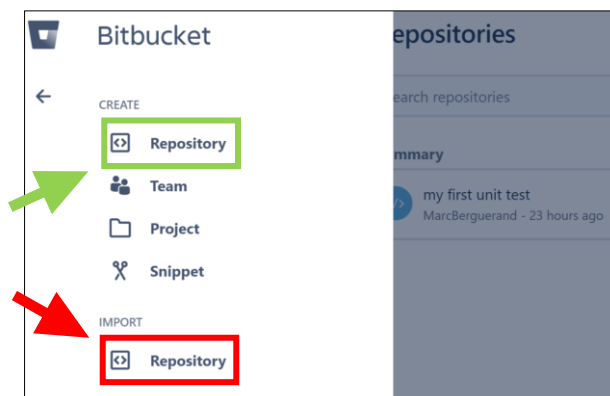 Bitbucket
CREATE
Repository
Team
Project
Snippet
IMPORT
Repository
epositories
earch repositories
mmary
my first unit test
MarcBerguerand - 23 hours ago